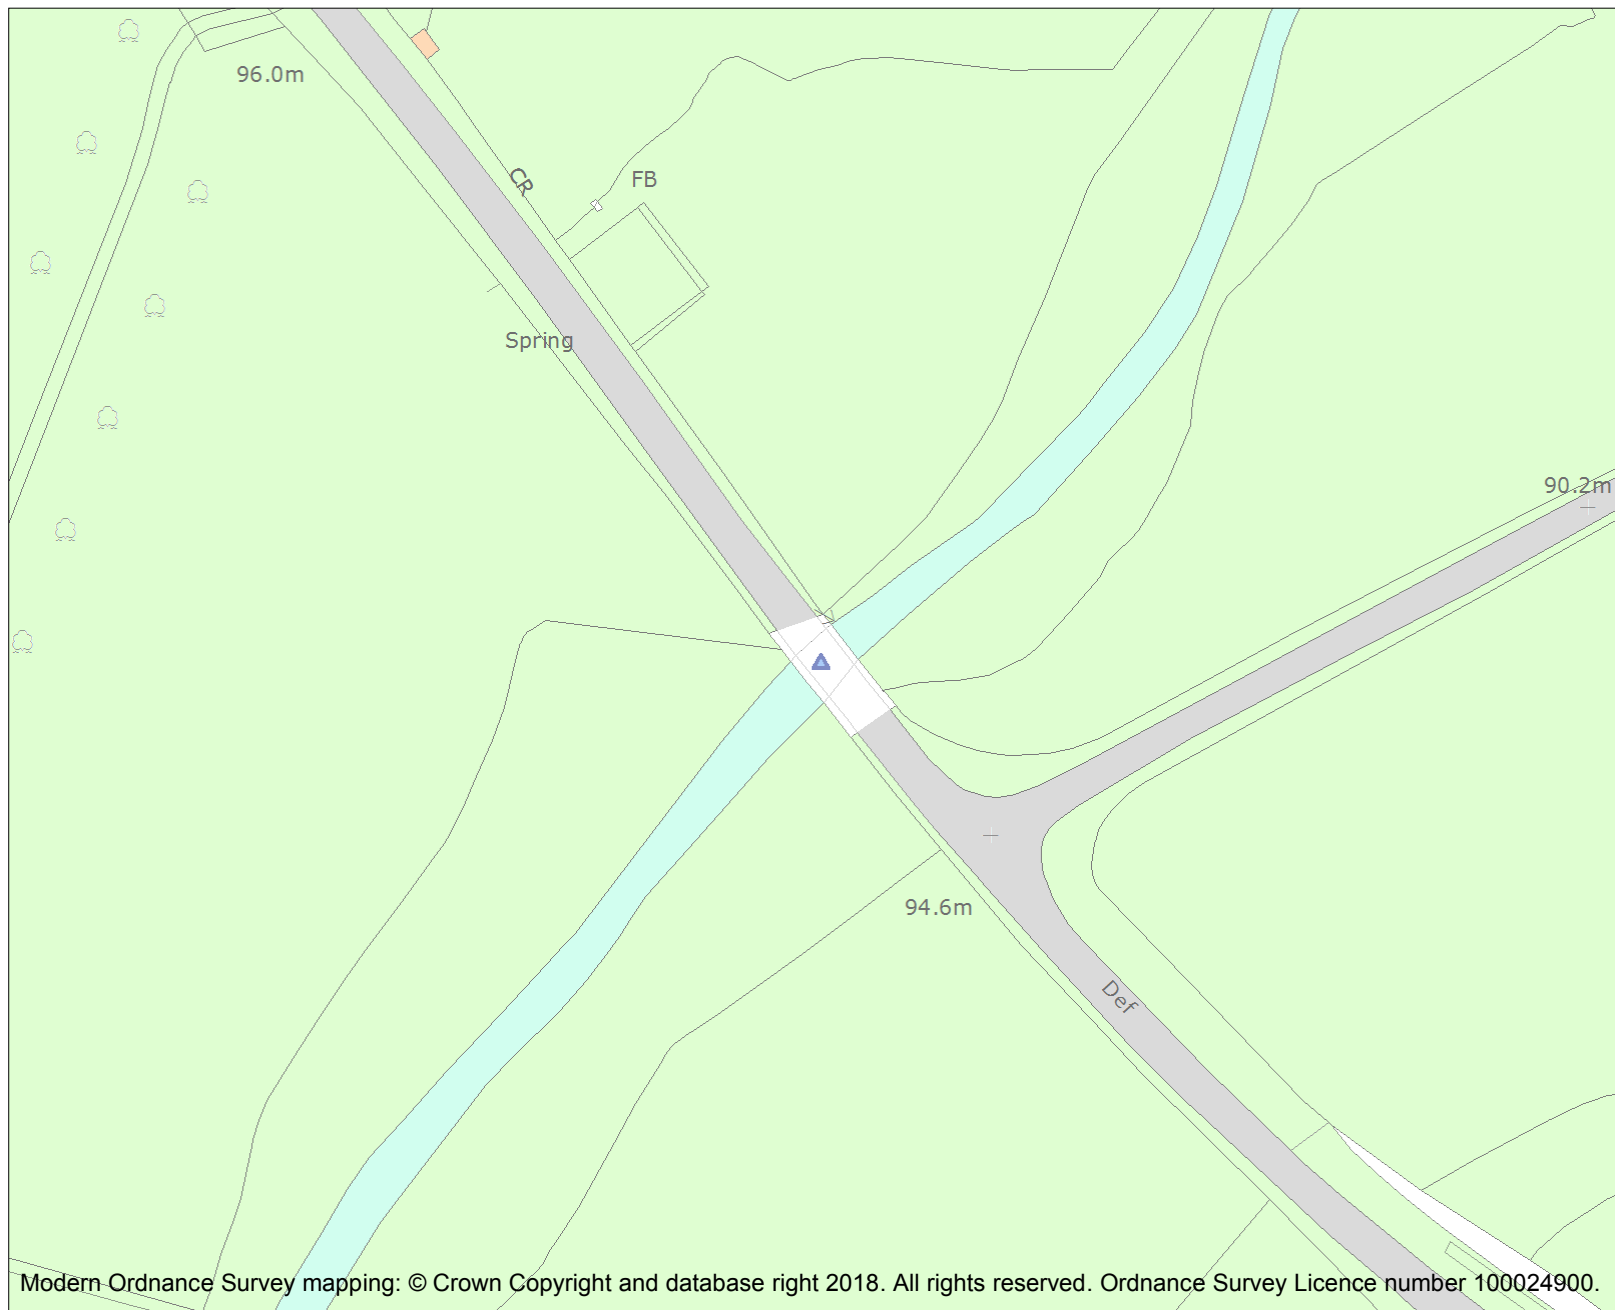 96.0m
CR
FB
Spring
90.2m
94.6m
Def
Modern Ordnance Survey mapping: © Crown Copyright and database right 2018. All rights reserved. Ordnance Survey Licence number 100024900.